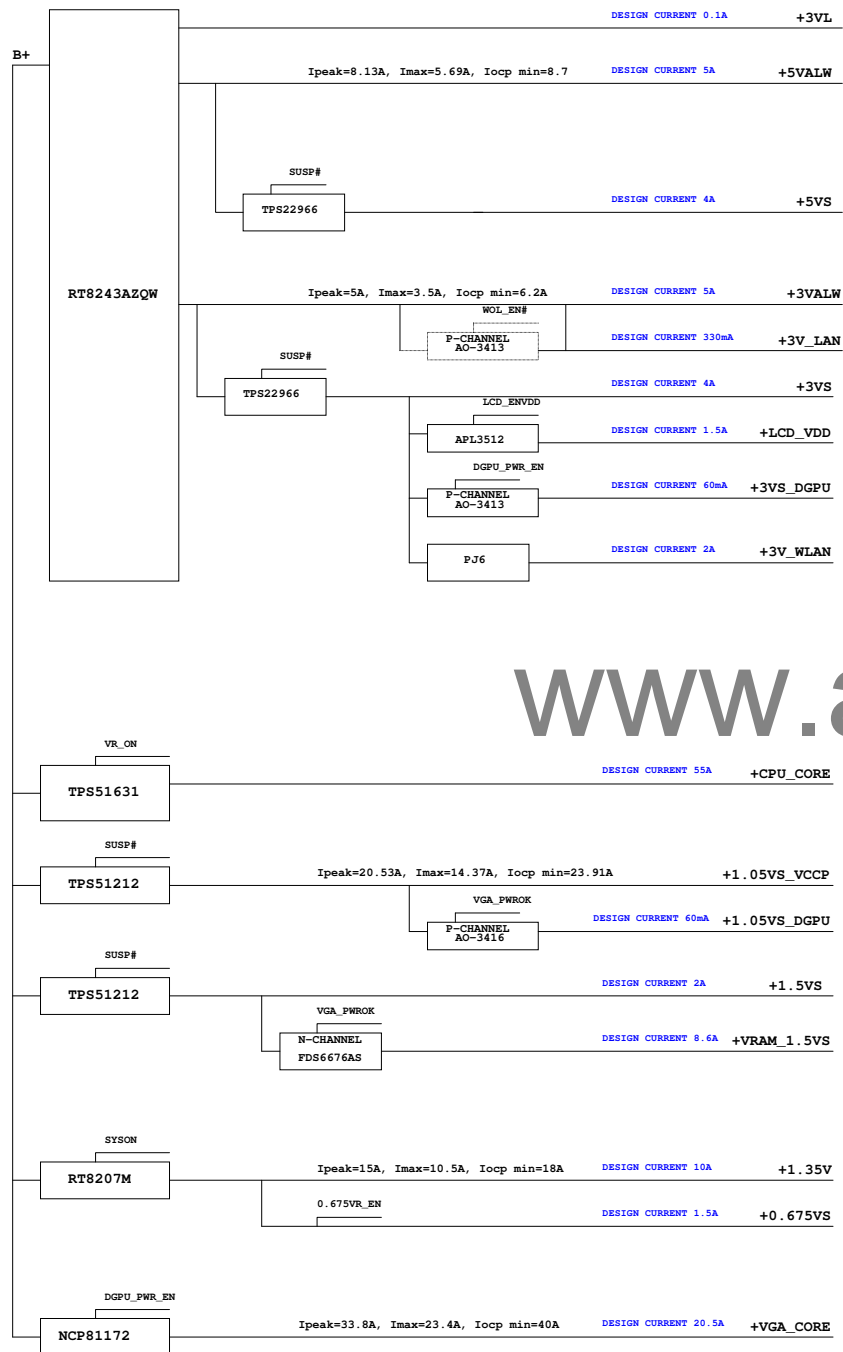 DESIGN CURRENT 0.1A +3VL
B+
Ipeak=8.13A, Imax=5.69A, Iocp min=8.7 DESIGN CURRENT 5A +5VALW
SUSP#
TPS22966 DESIGN CURRENT 4A +5VS
RT8243AZQW
Ipeak=5A, Imax=3.5A, Iocp min=6.2A DESIGN CURRENT 5A +3VALW
WOL_EN#
P-CHANNEL
AO-3413
DESIGN CURRENT 330mA +3V_LAN
SUSP#
TPS22966 DESIGN CURRENT 4A +3VS
LCD_ENVDD
APL3512 DESIGN CURRENT 1.5A +LCD_VDD
DGPU_PWR_EN
P-CHANNEL
AO-3413
DESIGN CURRENT 60mA +3VS_DGPU
PJ6 DESIGN CURRENT 2A +3V_WLAN
www.a
VR_ON
TPS51631 DESIGN CURRENT 55A +CPU_CORE
SUSP#
TPS51212 Ipeak=20.53A, Imax=14.37A, Iocp min=23.91A +1.05VS_VCCP
VGA_PWROK
P-CHANNEL
AO-3416
DESIGN CURRENT 60mA +1.05VS_DGPU
SUSP#
TPS51212 DESIGN CURRENT 2A +1.5VS
VGA_PWROK
N-CHANNEL
FDS6676AS
DESIGN CURRENT 8.6A +VRAM_1.5VS
SYSON
RT8207M Ipeak=15A, Imax=10.5A, Iocp min=18A DESIGN CURRENT 10A +1.35V
0.675VR_EN DESIGN CURRENT 1.5A +0.675VS
DGPU_PWR_EN
NCP81172 Ipeak=33.8A, Imax=23.4A, Iocp min=40A DESIGN CURRENT 20.5A +VGA_CORE